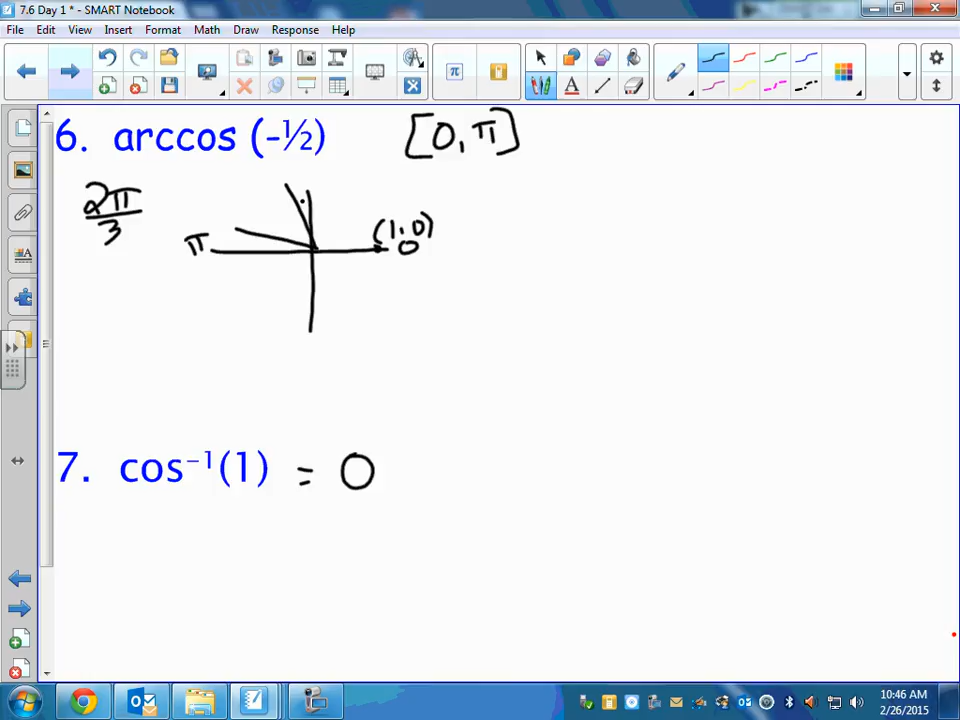 7.6 Day 1 * - SMART Notebook
File Edit View Insert Format Math Draw Response Help
6. arccos (-½) [0, π]
2π
3
(1, 0)
π 0
7. cos⁻¹(1) = 0
10:46 AM
2/26/2015